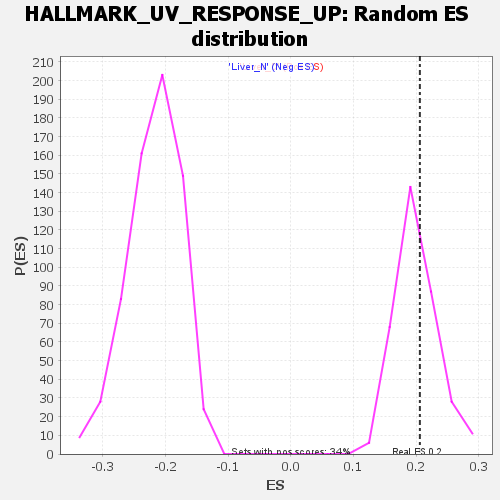 HALLMARK_UV_RESPONSE_UP: Random ES
distribution
'Liver_N' (Neg ES)S)
210
200
190
180
170
160
150
140
130
120
110
100
90
80
70
60
50
40
30
20
10
0
P(ES)
Sets with pos scores: 34%
Real ES 0.2
-0.3 -0.2 -0.1 0.0 0.1 0.2 0.3
ES